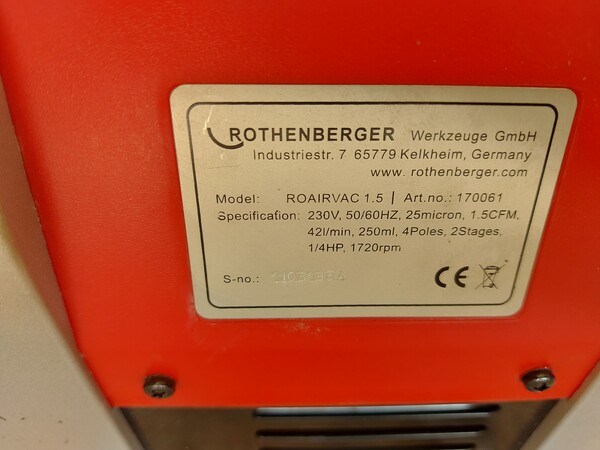 ROTHENBERGER Werkzeuge GmbH
Industriestr. 7 65779 Kelkheim, Germany
www. rothenberger.com
Model: ROAIRVAC 1.5 | Art.no.: 170061
Specification: 230V, 50/60HZ, 25micron, 1.5CFM,
42l/min, 250ml, 4Poles, 2Stages,
1/4HP, 1720rpm
S-no.:
CE